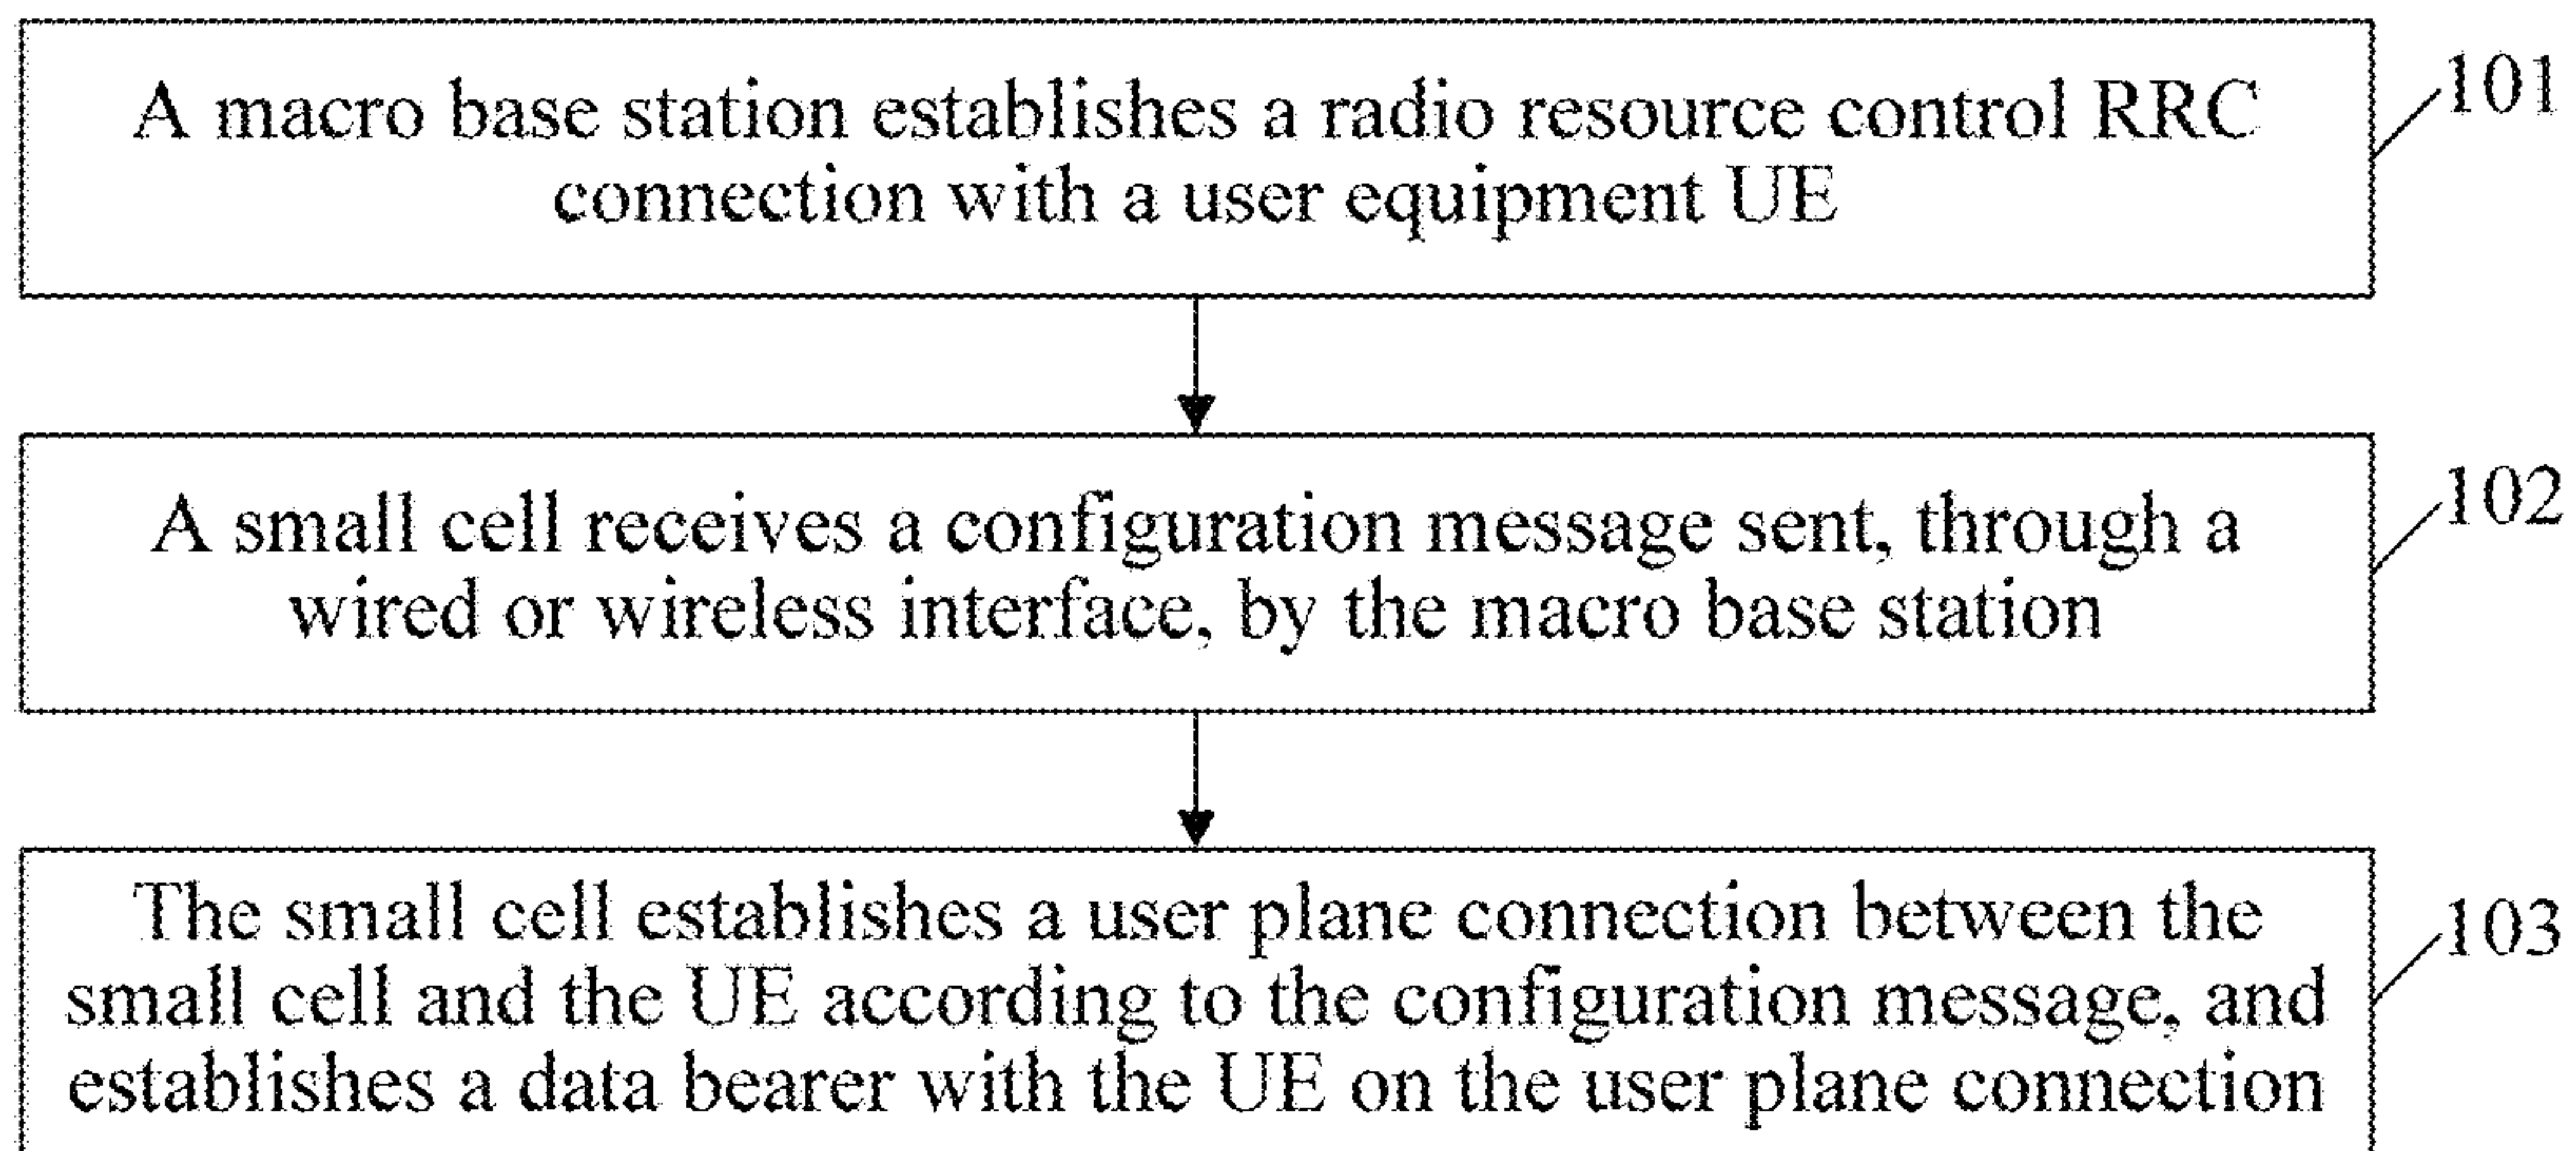 A macro base station establishes a radio resource control RRC
connection with a user equipment UE
101
A small cell receives a configuration message sent, through a
wired or wireless interface, by the macro base station
102
The small cell establishes a user plane connection between the
small cell and the UE according to the configuration message, and
establishes a data bearer with the UE on the user plane connection
103